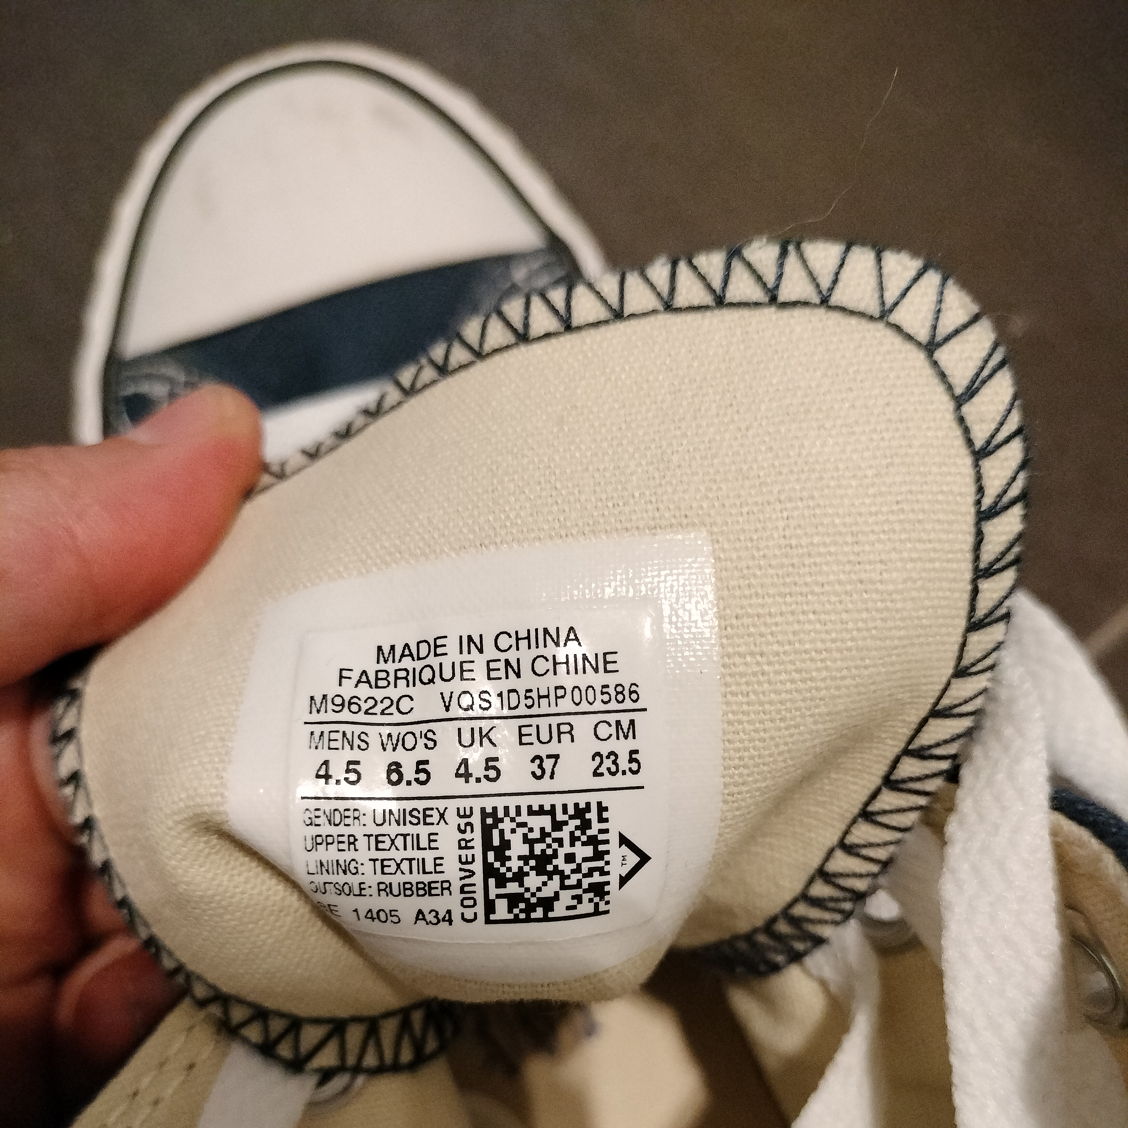 MADE IN CHINA
FABRIQUE EN CHINE
M9622C VQS1D5HP00586
MENS WO'S UK EUR CM
4.5 6.5 4.5 37 23.5
GENDER: UNISEX
UPPER TEXTILE
LINING: TEXTILE
OUTSOLE: RUBBER
1405 A34
CONVERSE
TM